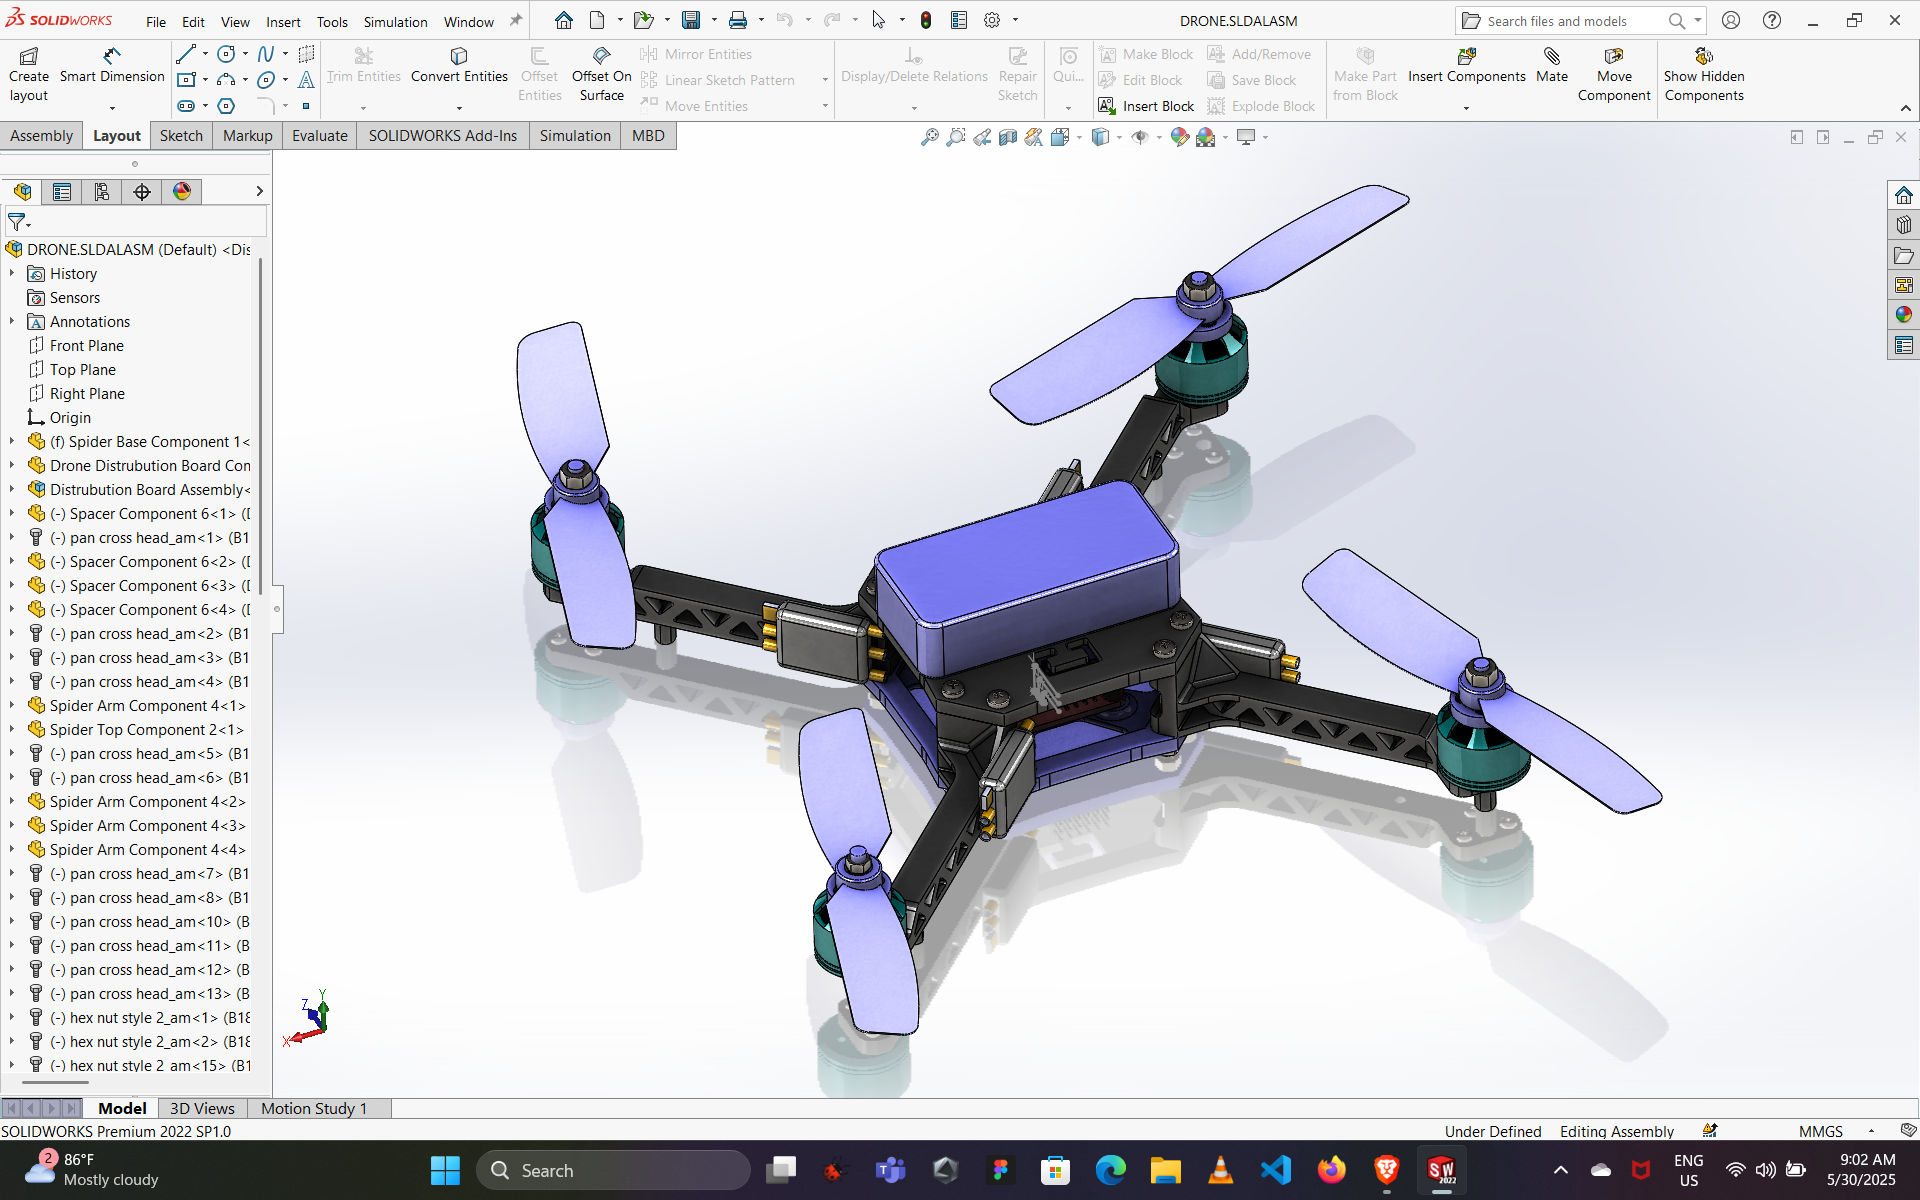 SOLIDWORKS File Edit View Insert Tools Simulation Window DRONE.SLDALASM Search files and models
Create layout
Smart Dimension
Trim Entities
Convert Entities
Offset Entities
Offset On Surface
Mirror Entities
Linear Sketch Pattern
Move Entities
Display/Delete Relations
Repair Sketch
Qui...
Make Block
Edit Block
Insert Block
Add/Remove
Save Block
Explode Block
Make Part from Block
Insert Components
Mate
Move Component
Show Hidden Components
Assembly Layout Sketch Markup Evaluate SOLIDWORKS Add-Ins Simulation MBD
DRONE.SLDALASM (Default) <Dis
History
Sensors
Annotations
Front Plane
Top Plane
Right Plane
Origin
(f) Spider Base Component 1<
Drone Distrubution Board Con
Distrubution Board Assembly<
(-) Spacer Component 6<1> (D
(-) pan cross head_am<1> (B1
(-) Spacer Component 6<2> (D
(-) Spacer Component 6<3> (D
(-) Spacer Component 6<4> (D
(-) pan cross head_am<2> (B1
(-) pan cross head_am<3> (B1
(-) pan cross head_am<4> (B1
Spider Arm Component 4<1>
Spider Top Component 2<1>
(-) pan cross head_am<5> (B1
(-) pan cross head_am<6> (B1
Spider Arm Component 4<2>
Spider Arm Component 4<3>
Spider Arm Component 4<4>
(-) pan cross head_am<7> (B1
(-) pan cross head_am<8> (B1
(-) pan cross head_am<10> (B
(-) pan cross head_am<11> (B
(-) pan cross head_am<12> (B
(-) pan cross head_am<13> (B
(-) hex nut style 2_am<1> (B18
(-) hex nut style 2_am<2> (B18
(-) hex nut style 2_am<15> (B1
Y
Z
X
Model 3D Views Motion Study 1
SOLIDWORKS Premium 2022 SP1.0 Under Defined Editing Assembly MMGS
2
86°F
Mostly cloudy
Search
SW
2022
ENG
US
9:02 AM
5/30/2025